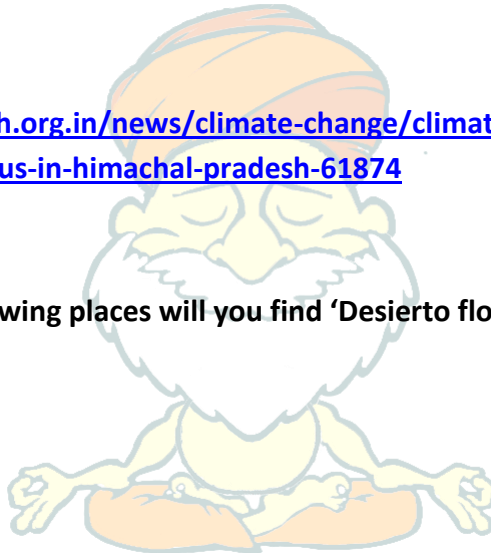 h.org.in/news/climate-change/climat
us-in-himachal-pradesh-61874
wing places will you find ‘Desierto flo